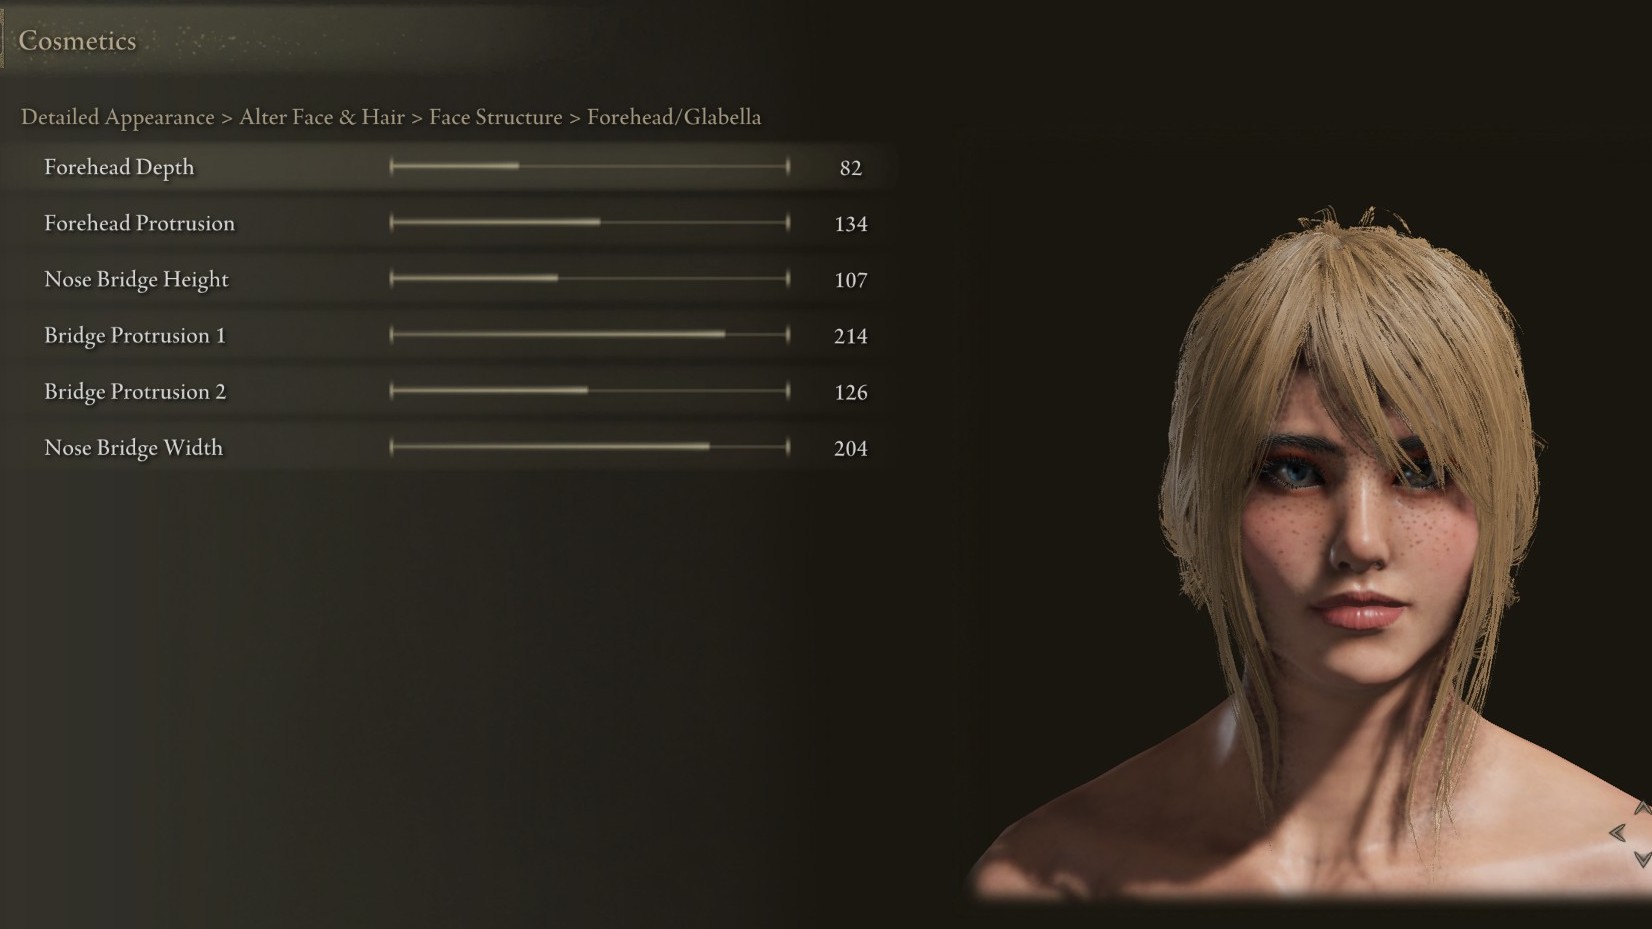 Cosmetics
Detailed Appearance > Alter Face & Hair > Face Structure > Forehead/Glabella
Forehead Depth 82
Forehead Protrusion 134
Nose Bridge Height 107
Bridge Protrusion 1 214
Bridge Protrusion 2 126
Nose Bridge Width 204